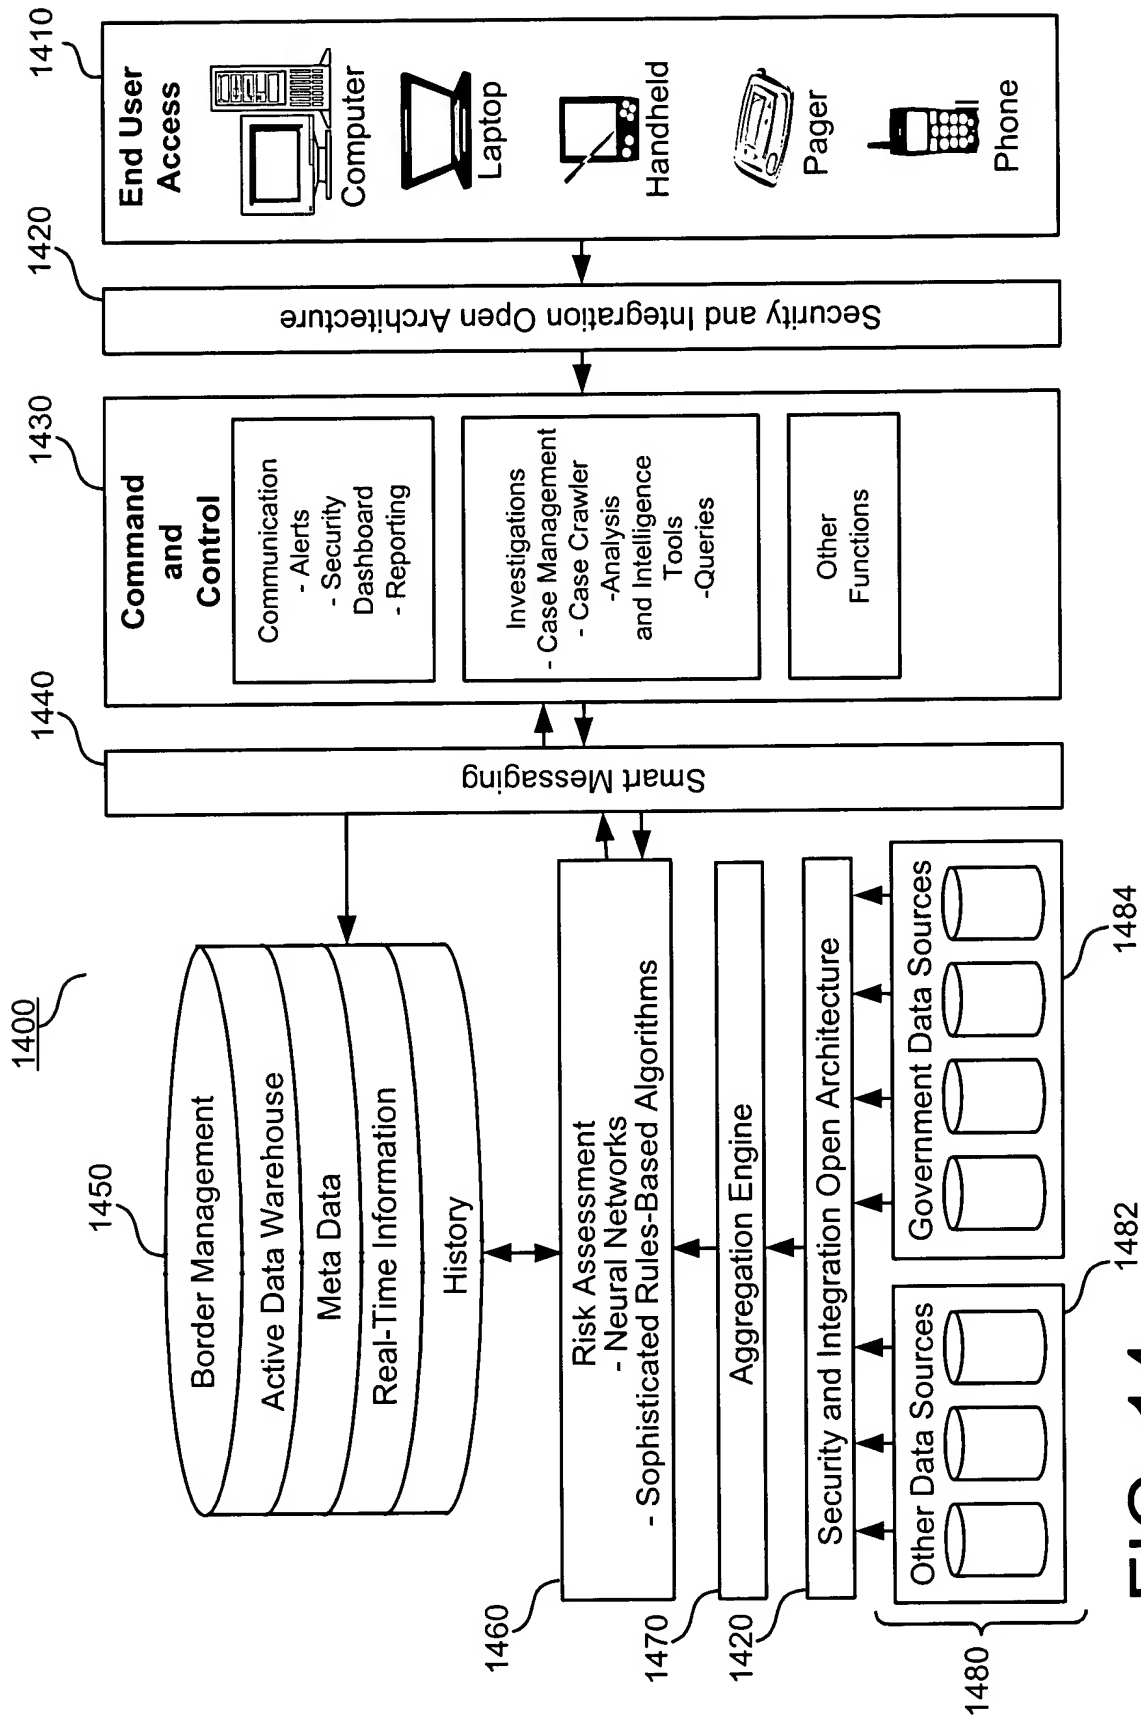 1400
1450
Border Management
Active Data Warehouse
Meta Data
Real-Time Information
History
1460
Risk Assessment
- Neural Networks
- Sophisticated Rules-Based Algorithms
1470
Aggregation Engine
1420
Security and Integration Open Architecture
1480
Other Data Sources
1482
Government Data Sources
1484
1440
Smart Messaging
1430
Command
and
Control
Communication
- Alerts
- Security
Dashboard
- Reporting
Investigations
- Case Management
- Case Crawler
-Analysis
and Intelligence
Tools
-Queries
Other
Functions
1420
Security and Integration Open Architecture
1410
End User
Access
Computer
Laptop
Handheld
Pager
Phone